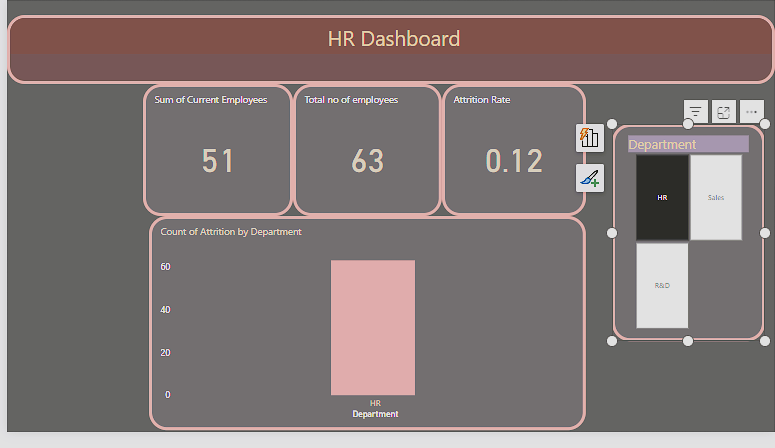 HR Dashboard
Sum of Current Employees
Total no of employees
Attrition Rate
51
63
0.12
Department
HR
Sales
R&D
Count of Attrition by Department
60
40
20
0
HR
Department